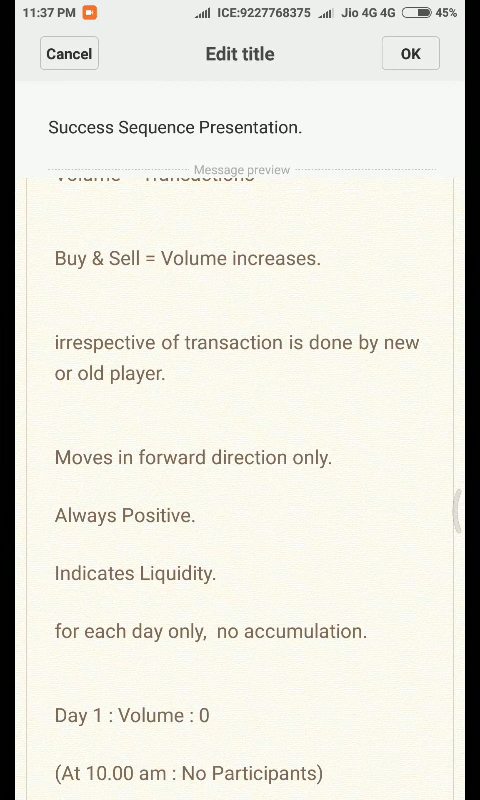 11:37 PM ICE:9227768375 Jio 4G 4G 45%
Cancel Edit title OK
Success Sequence Presentation.
Message preview
Volume = Transactions
Buy & Sell = Volume increases.
irrespective of transaction is done by new
or old player.
Moves in forward direction only.
Always Positive.
Indicates Liquidity.
for each day only,  no accumulation.
Day 1 : Volume : 0
(At 10.00 am : No Participants)